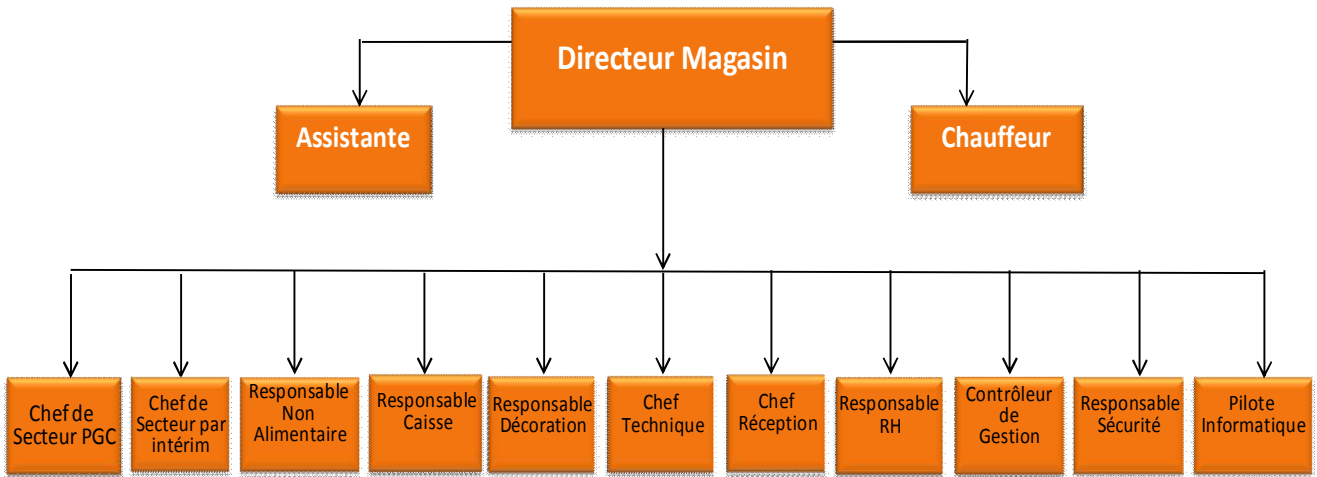 Directeur Magasin
Assistante
Chauffeur
Chef de
Secteur PGC
Chef de
Secteur par
intérim
Responsable
Non
Alimentaire
Responsable
Caisse
Responsable
Décoration
Chef
Technique
Chef
Réception
Responsable
RH
Contrôleur
de
Gestion
Responsable
Sécurité
Pilote
Informatique